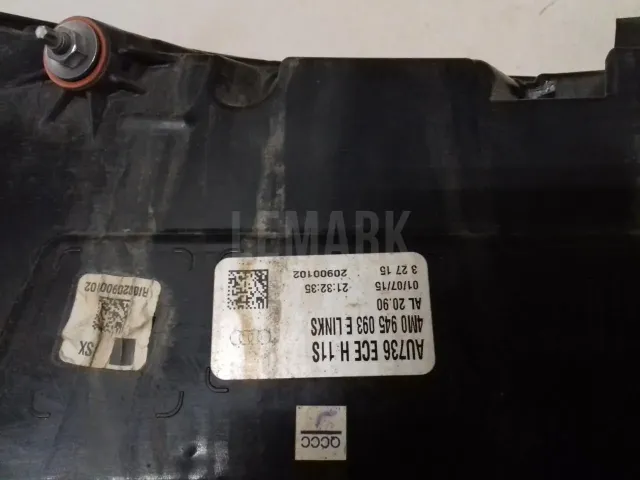 AU736 ECE H 11S
4M0 945 093 E LINKS
AL 20.90
01/07/15 21:32:35
3 27 15 20900102
SX
QCCC
LEMARK